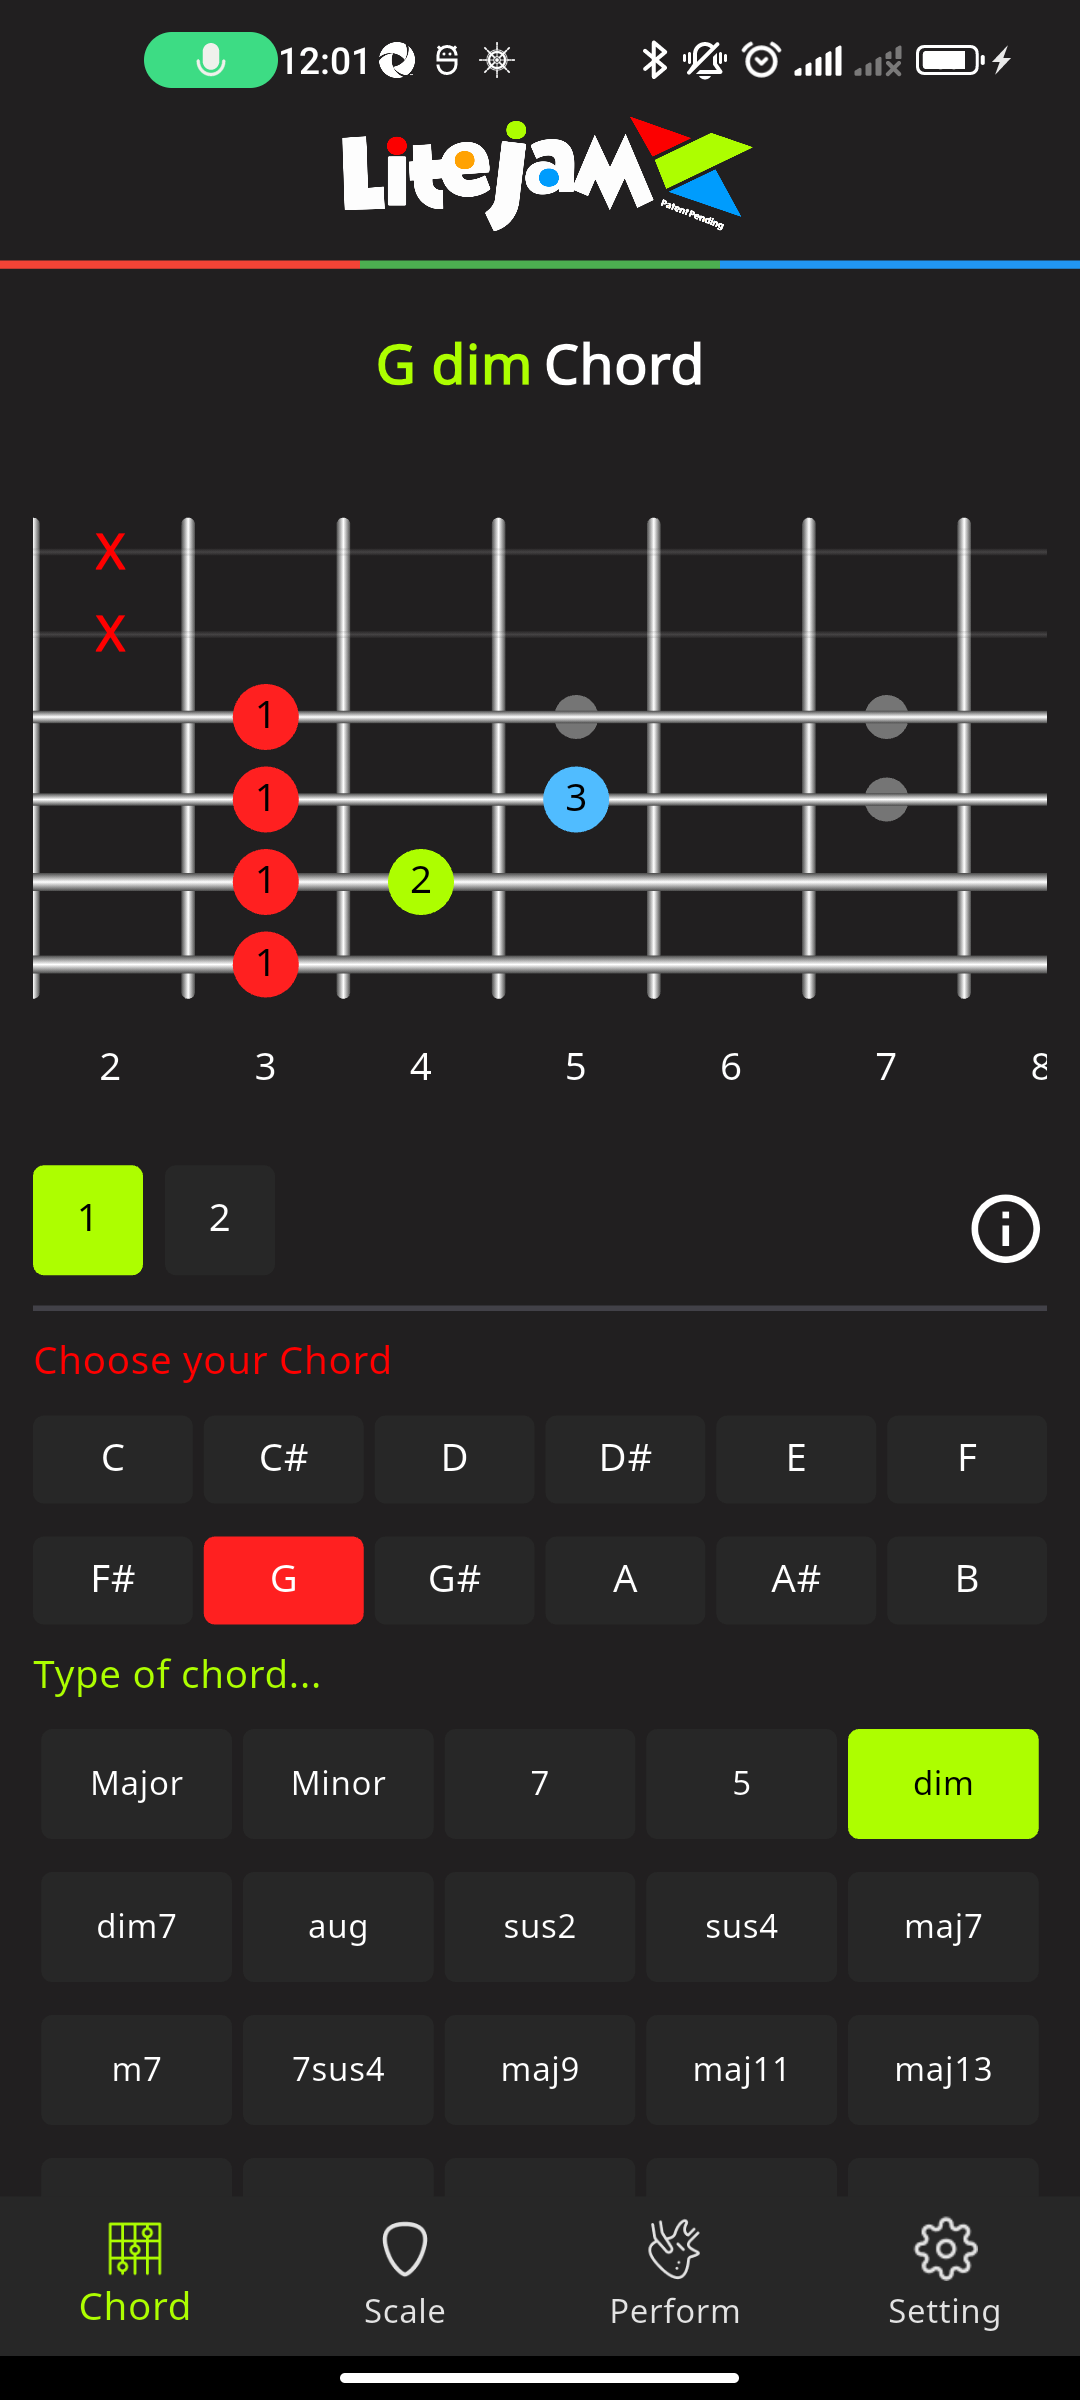 12:01
LitejaM
Patent Pending
G dim Chord
X
X
1
1 3
1 2
1
2 3 4 5 6 7 8
1 2
Choose your Chord
C C# D D# E F
F# G G# A A# B
Type of chord...
Major Minor 7 5 dim
dim7 aug sus2 sus4 maj7
m7 7sus4 maj9 maj11 maj13
Chord Scale Perform Setting